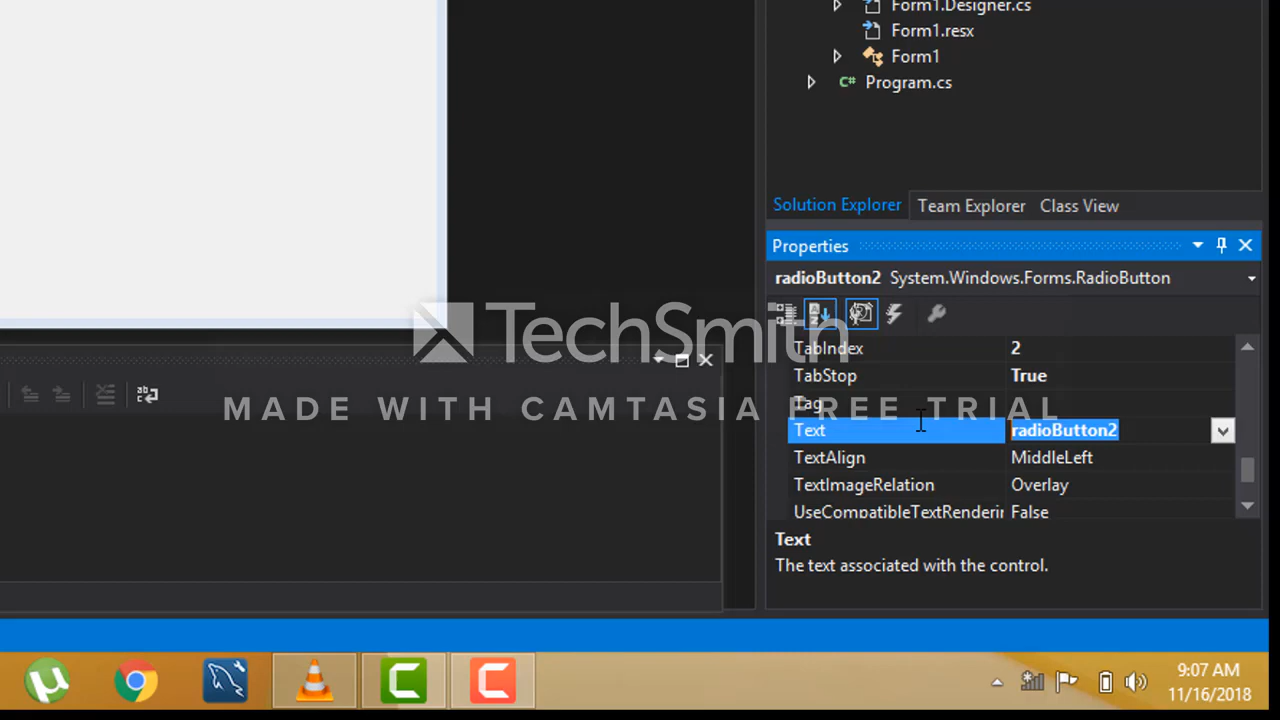 Form1.Designer.cs
Form1.resx
Form1
C# Program.cs
Solution Explorer Team Explorer Class View
Properties
radioButton2 System.Windows.Forms.RadioButton
TechSmith
TabIndex 2
TabStop True
MADE WITH CAMTASIA FREE TRIAL
Tag
Text radioButton2
TextAlign MiddleLeft
TextImageRelation Overlay
UseCompatibleTextRenderin False
Text
The text associated with the control.
9:07 AM
11/16/2018